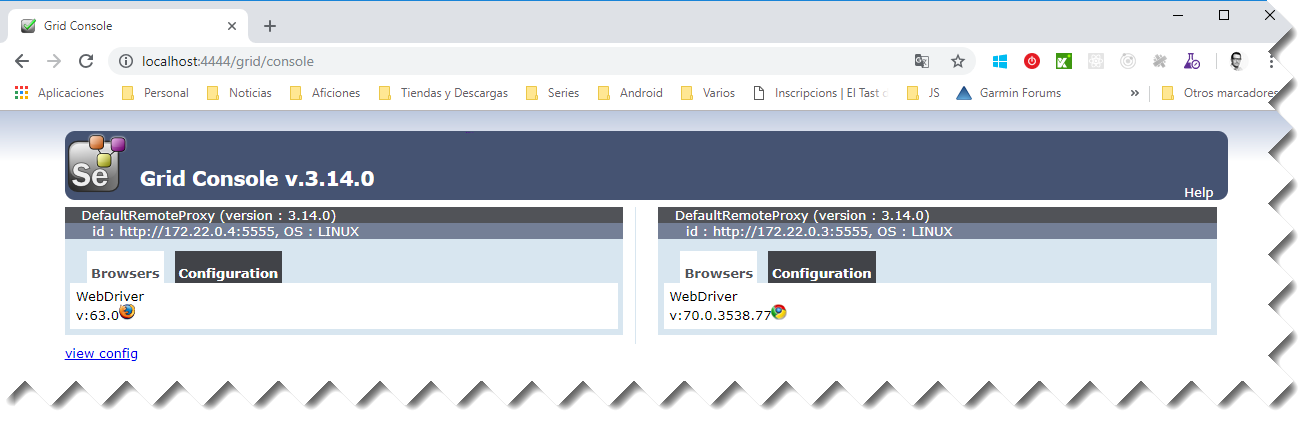 Grid Console
localhost:4444/grid/console
Aplicaciones Personal Noticias Aficiones Tiendas y Descargas Series Android Varios Inscripcions | El Tast JS Garmin Forums » Otros marcadores
Se Grid Console v.3.14.0
Help
DefaultRemoteProxy (version : 3.14.0)
id : http://172.22.0.4:5555, OS : LINUX
Browsers Configuration
WebDriver
v:63.0
DefaultRemoteProxy (version : 3.14.0)
id : http://172.22.0.3:5555, OS : LINUX
Browsers Configuration
WebDriver
v:70.0.3538.77
view config